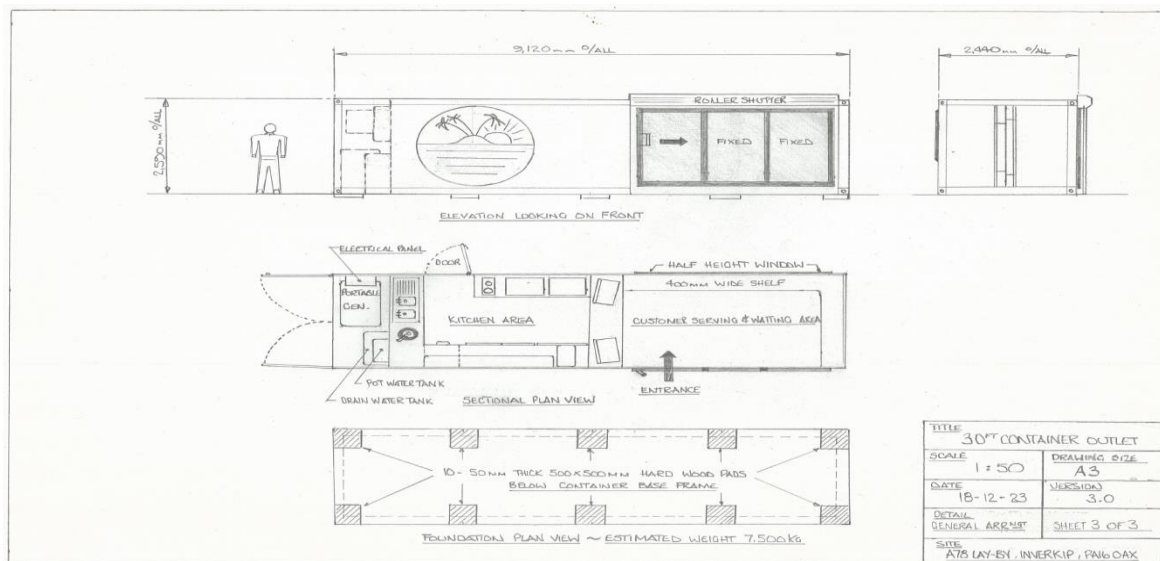 9,120mm O/ALL
2,440mm O/ALL
2,550mm O/ALL
ROLLER SHUTTER
FIXED
FIXED
ELEVATION LOOKING ON FRONT
ELECTRICAL PANEL
DOOR
HALF HEIGHT WINDOW
400MM WIDE SHELF
PORTABLE
GEN.
KITCHEN AREA
CUSTOMER SERVING & WAITING AREA
POT WATER TANK
DRAIN WATER TANK
SECTIONAL PLAN VIEW
ENTRANCE
10 - 50MM THICK 500X500MM HARD WOOD PADS
BELOW CONTAINER BASE FRAME
FOUNDATION PLAN VIEW ~ ESTIMATED WEIGHT 7,500KG
TITLE
30FT CONTAINER OUTLET
SCALE
1:50
DRAWING SIZE
A3
DATE
18-12-23
VERSION
3.0
DETAIL
GENERAL ARRNGT
SHEET 3 OF 3
SITE
A78 LAY-BY, INVERKIP, PA16 0AX